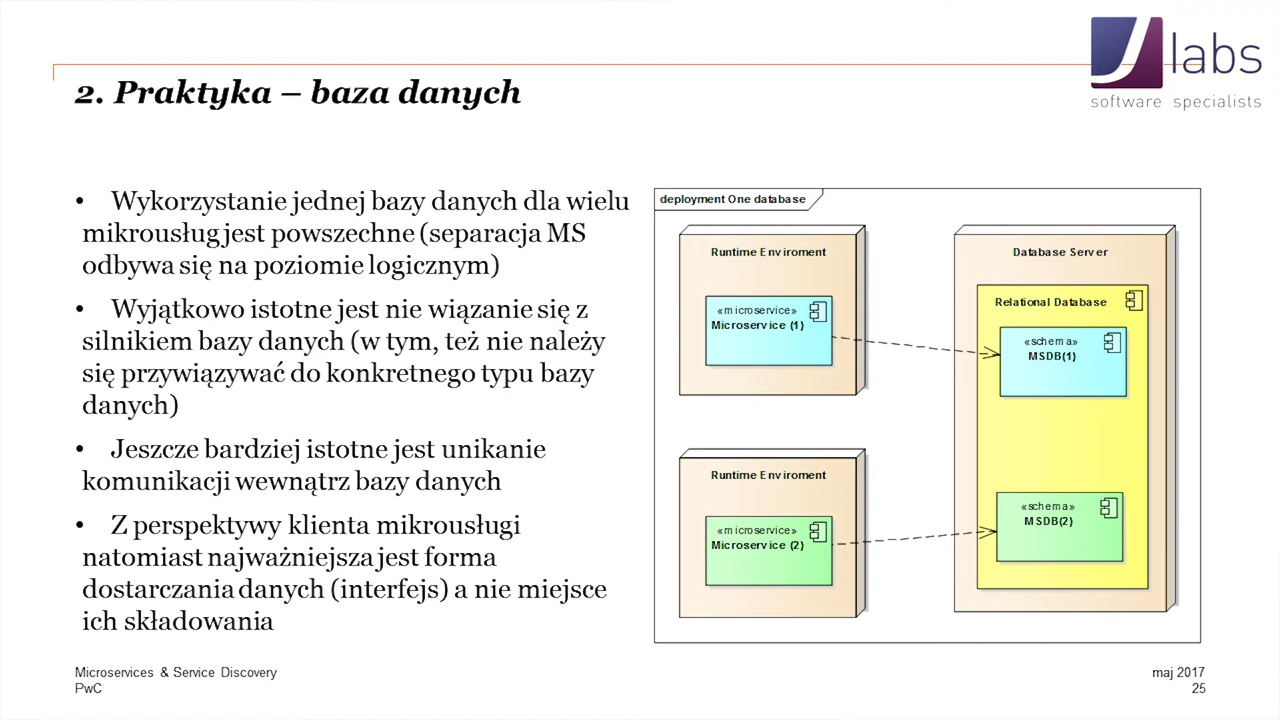 J labs
software specialists
2. Praktyka – baza danych
• Wykorzystanie jednej bazy danych dla wielu
mikrousług jest powszechne (separacja MS
odbywa się na poziomie logicznym)
• Wyjątkowo istotne jest nie wiązanie się z
silnikiem bazy danych (w tym, też nie należy
się przywiązywać do konkretnego typu bazy
danych)
• Jeszcze bardziej istotne jest unikanie
komunikacji wewnątrz bazy danych
• Z perspektywy klienta mikrousługi
natomiast najważniejsza jest forma
dostarczania danych (interfejs) a nie miejsce
ich składowania
deployment One database
Runtime Enviroment
«microservice»
Microservice (1)
Runtime Enviroment
«microservice»
Microservice (2)
Database Server
Relational Database
«schema»
MSDB(1)
«schema»
MSDB(2)
Microservices & Service Discovery
PwC
maj 2017
25